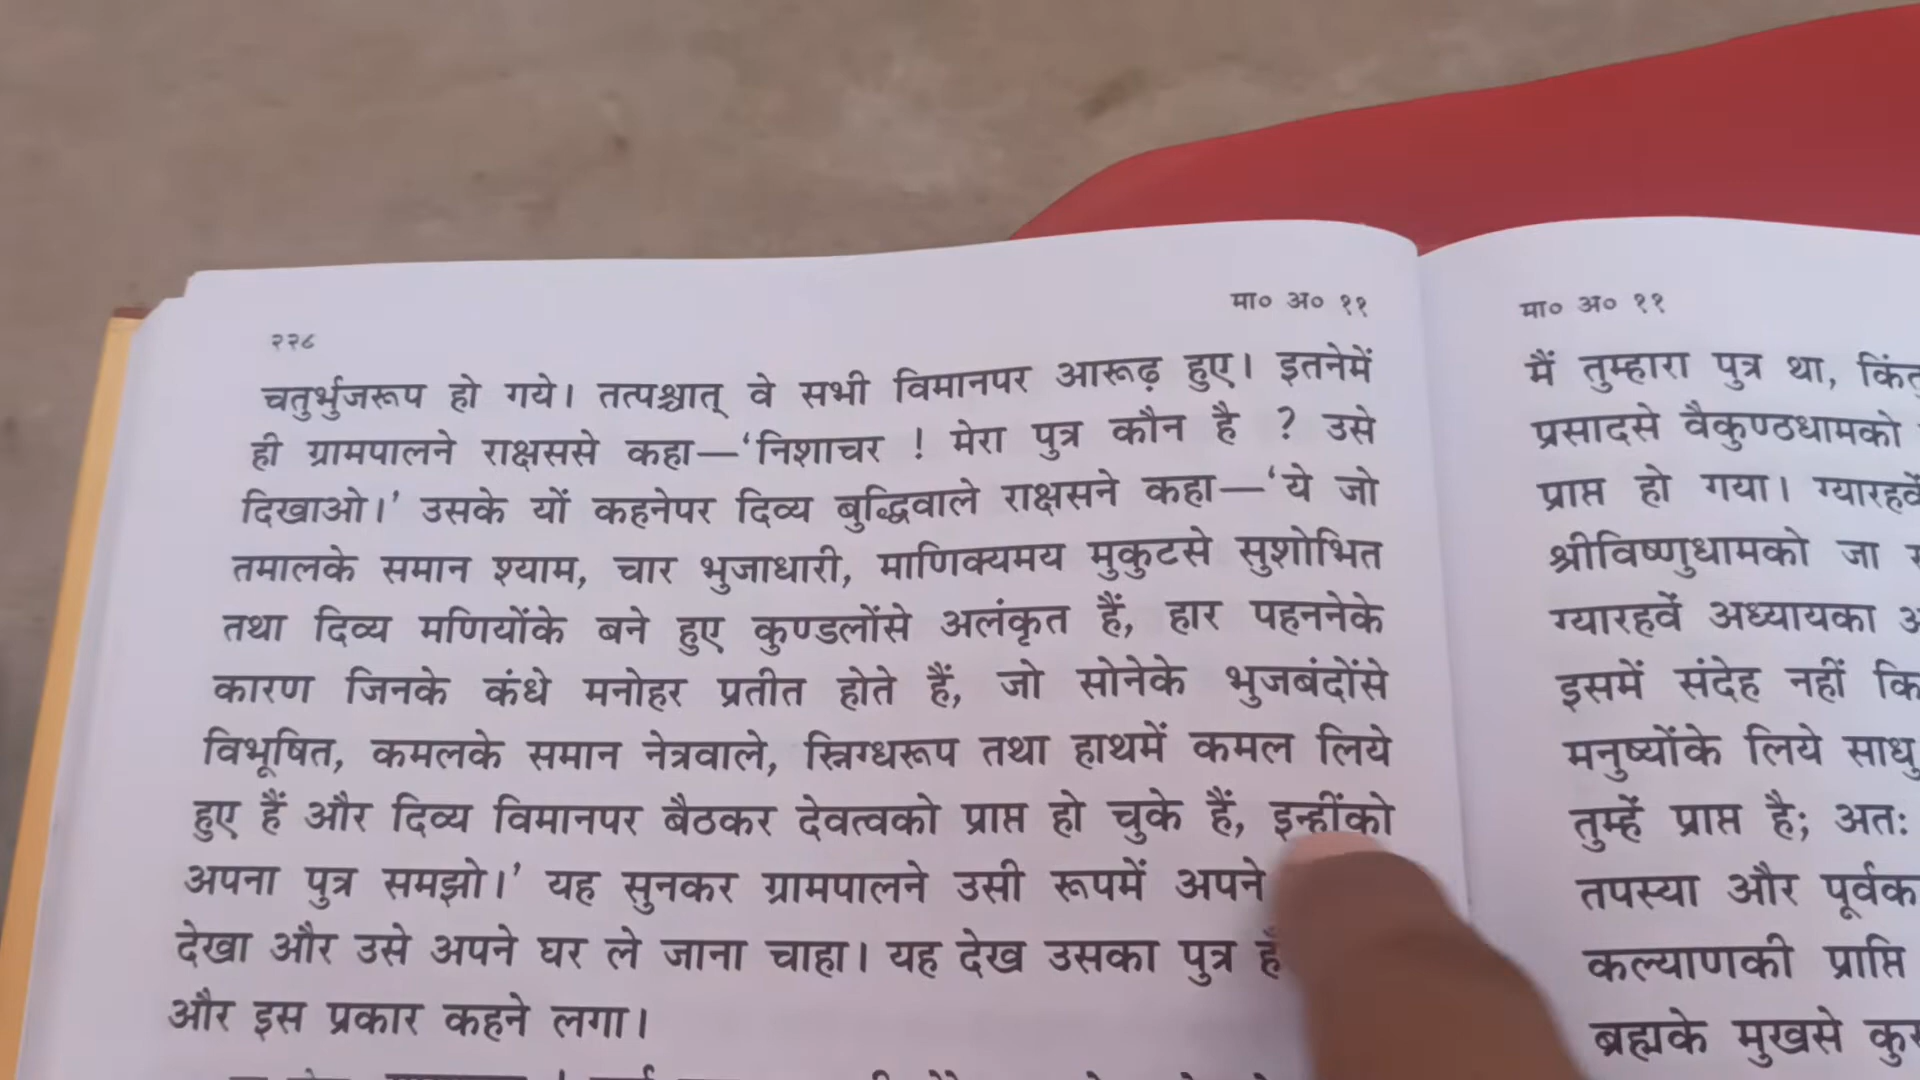 २२८
मा० अ० ११
चतुर्भुजरूप हो गये। तत्पश्चात् वे सभी विमानपर आरूढ़ हुए। इतनेमें
ही ग्रामपालने राक्षससे कहा—‘निशाचर ! मेरा पुत्र कौन है ? उसे
दिखाओ।’ उसके यों कहनेपर दिव्य बुद्धिवाले राक्षसने कहा—‘ये जो
तमालके समान श्याम, चार भुजाधारी, माणिक्यमय मुकुटसे सुशोभित
तथा दिव्य मणियोंके बने हुए कुण्डलोंसे अलंकृत हैं, हार पहननेके
कारण जिनके कंधे मनोहर प्रतीत होते हैं, जो सोनेके भुजबंदोंसे
विभूषित, कमलके समान नेत्रवाले, स्निग्धरूप तथा हाथमें कमल लिये
हुए हैं और दिव्य विमानपर बैठकर देवत्वको प्राप्त हो चुके हैं, इन्हींको
अपना पुत्र समझो।’ यह सुनकर ग्रामपालने उसी रूपमें अपने
देखा और उसे अपने घर ले जाना चाहा। यह देख उसका पुत्र
और इस प्रकार कहने लगा।
मा० अ० ११
मैं तुम्हारा पुत्र था,
प्रसादसे वैकुण्ठधामको
प्राप्त हो गया।
श्रीविष्णुधामको जा
ग्यारहवें अध्यायका
इसमें संदेह नहीं
मनुष्योंके लिये
तुम्हें प्राप्त है; अतः
तपस्या और
कल्याणकी प्राप्ति
ब्रह्मके मुखसे